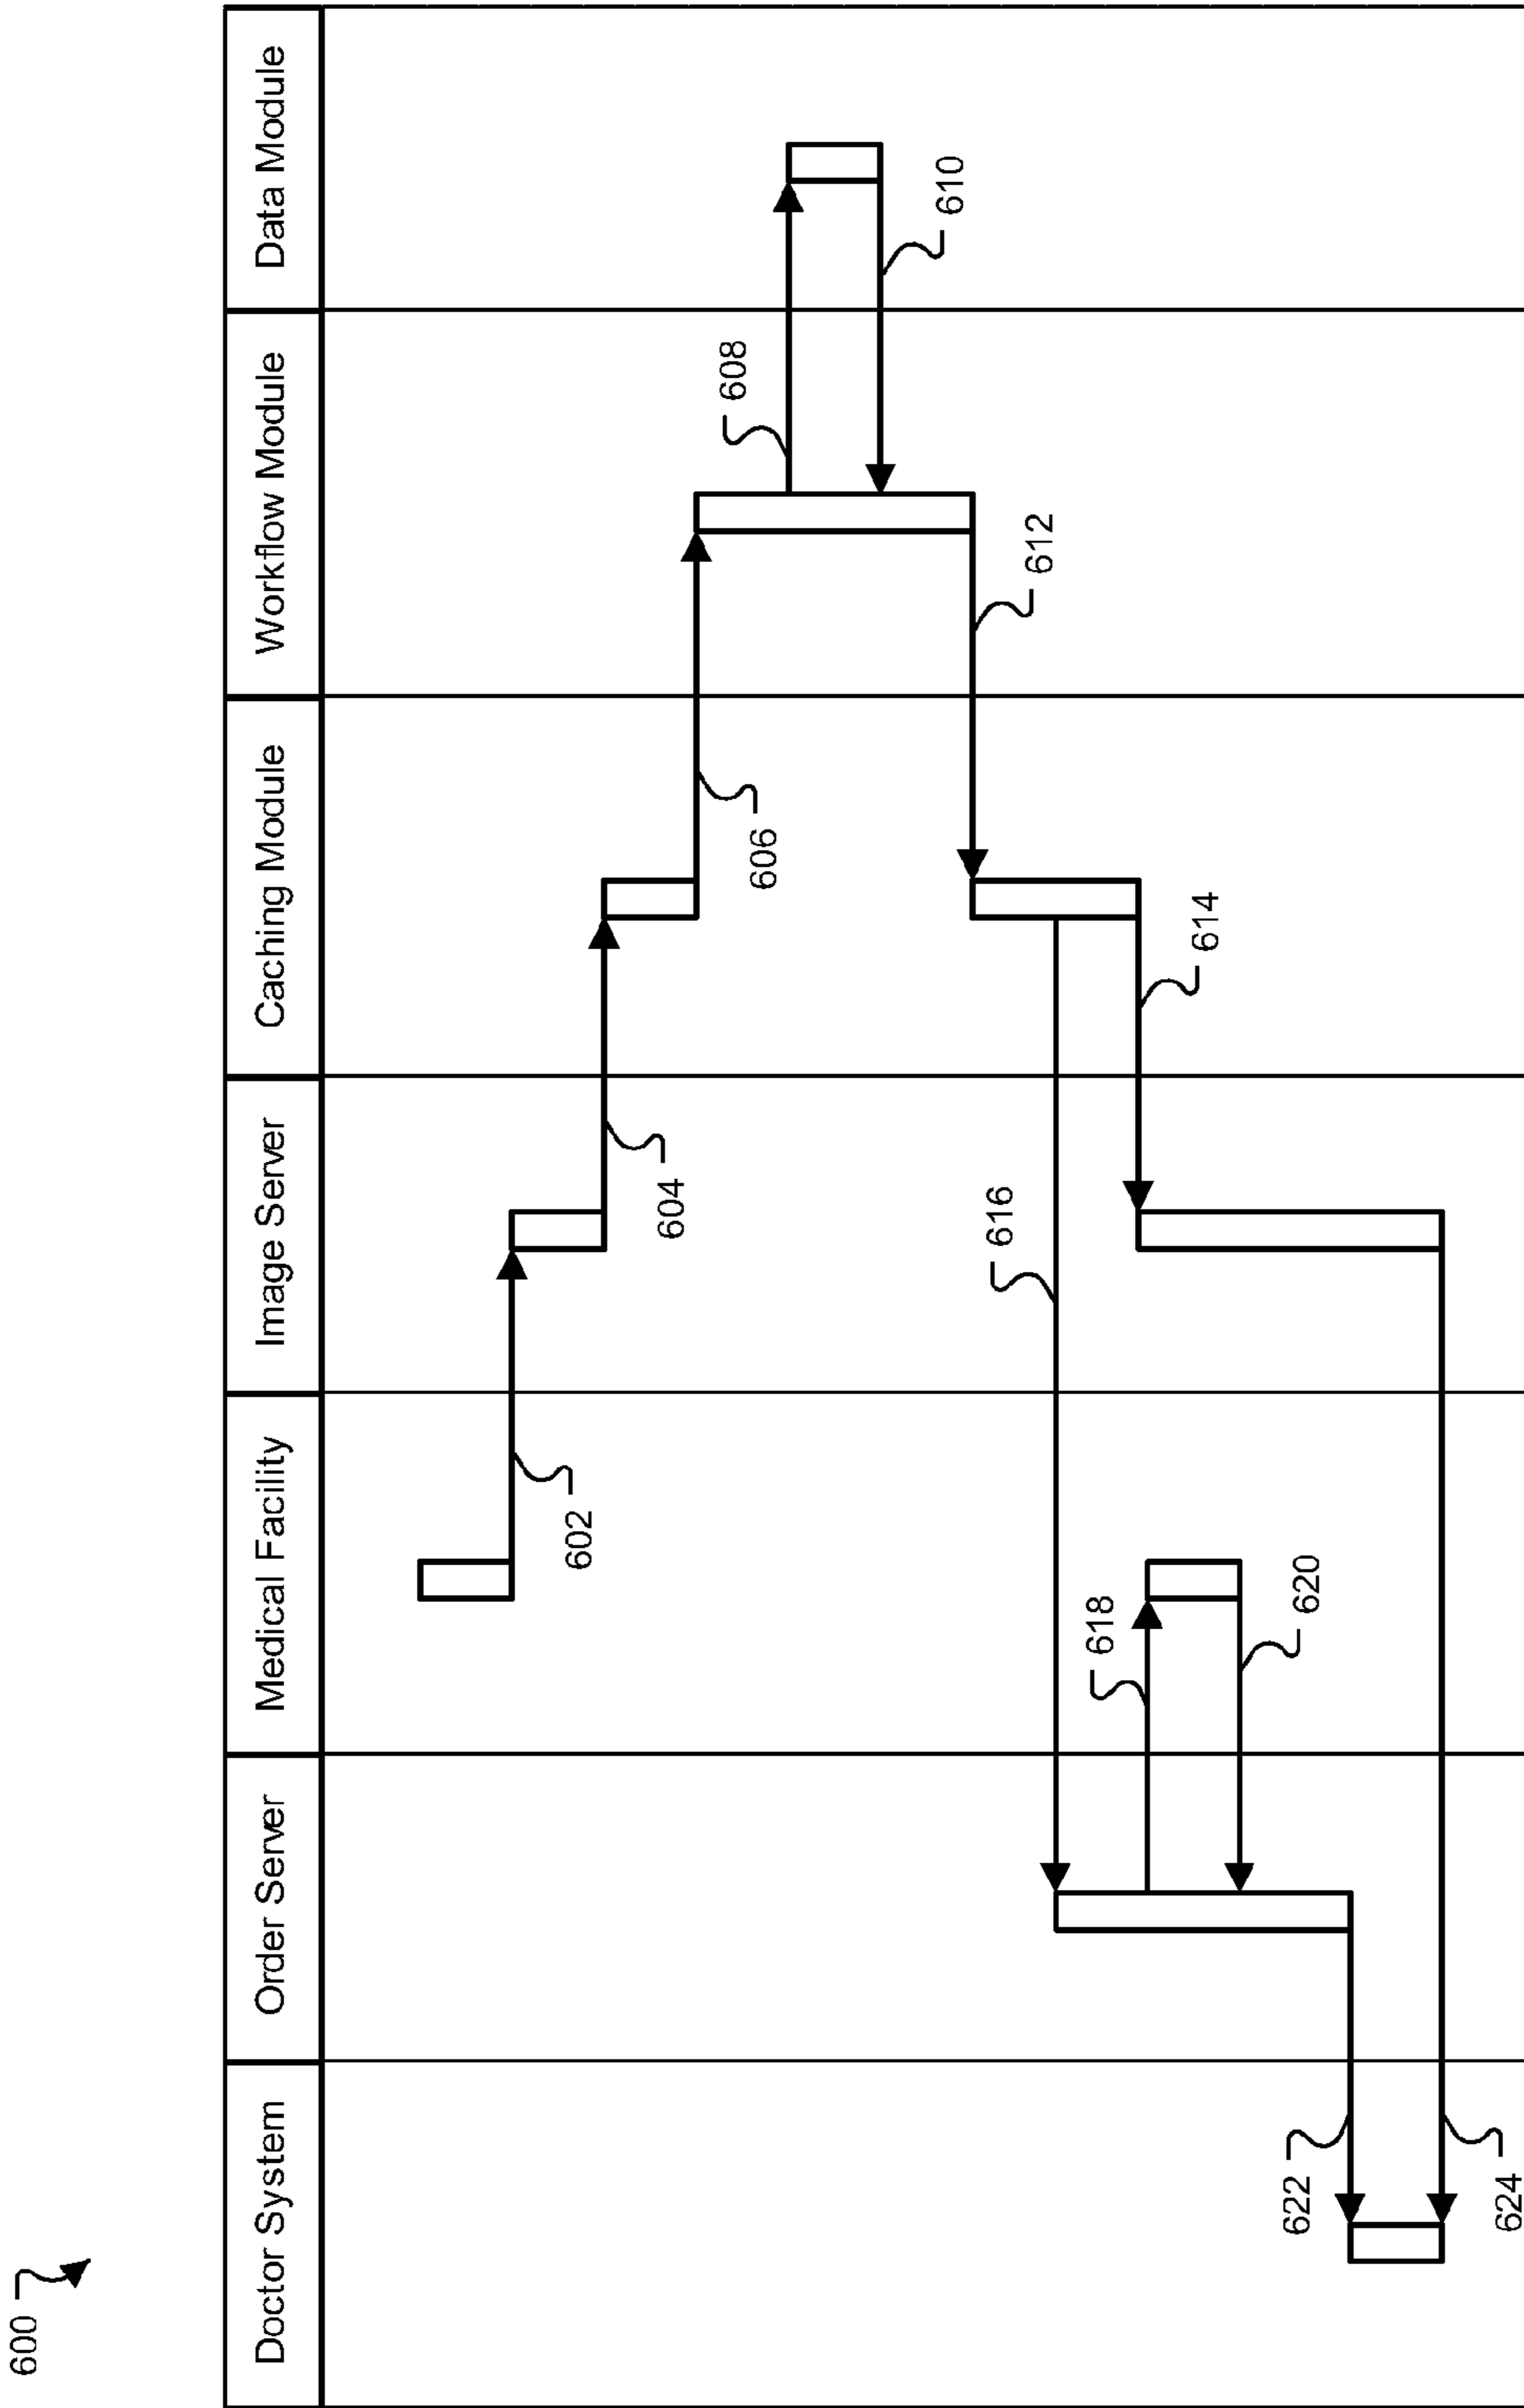 600
Doctor System
Order Server
Medical Facility
Image Server
Caching Module
Workflow Module
Data Module
602
604
606
608
610
612
614
616
618
620
622
624